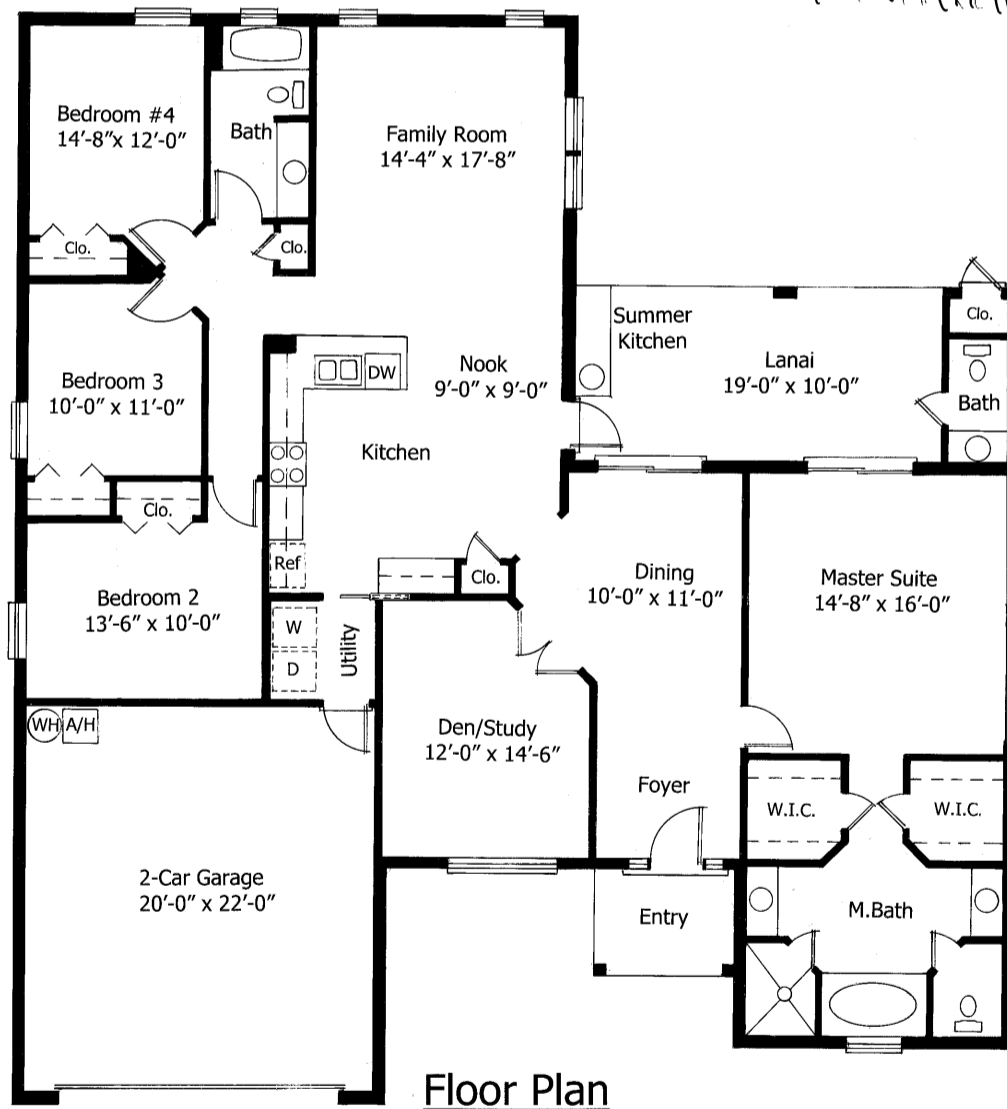 Bedroom #4
14'-8"x 12'-0"
Bath
Family Room
14'-4" x 17'-8"
Clo.
Clo.
Summer
Kitchen
Clo.
Lanai
19'-0" x 10'-0"
Bath
Nook
9'-0" x 9'-0"
DW
Bedroom 3
10'-0" x 11'-0"
Kitchen
Clo.
Ref
Clo.
Dining
10'-0" x 11'-0"
Master Suite
14'-8" x 16'-0"
Bedroom 2
13'-6" x 10'-0"
W
D
Utility
WH
A/H
Den/Study
12'-0" x 14'-6"
Foyer
W.I.C.
W.I.C.
2-Car Garage
20'-0" x 22'-0"
Entry
M.Bath
Floor Plan